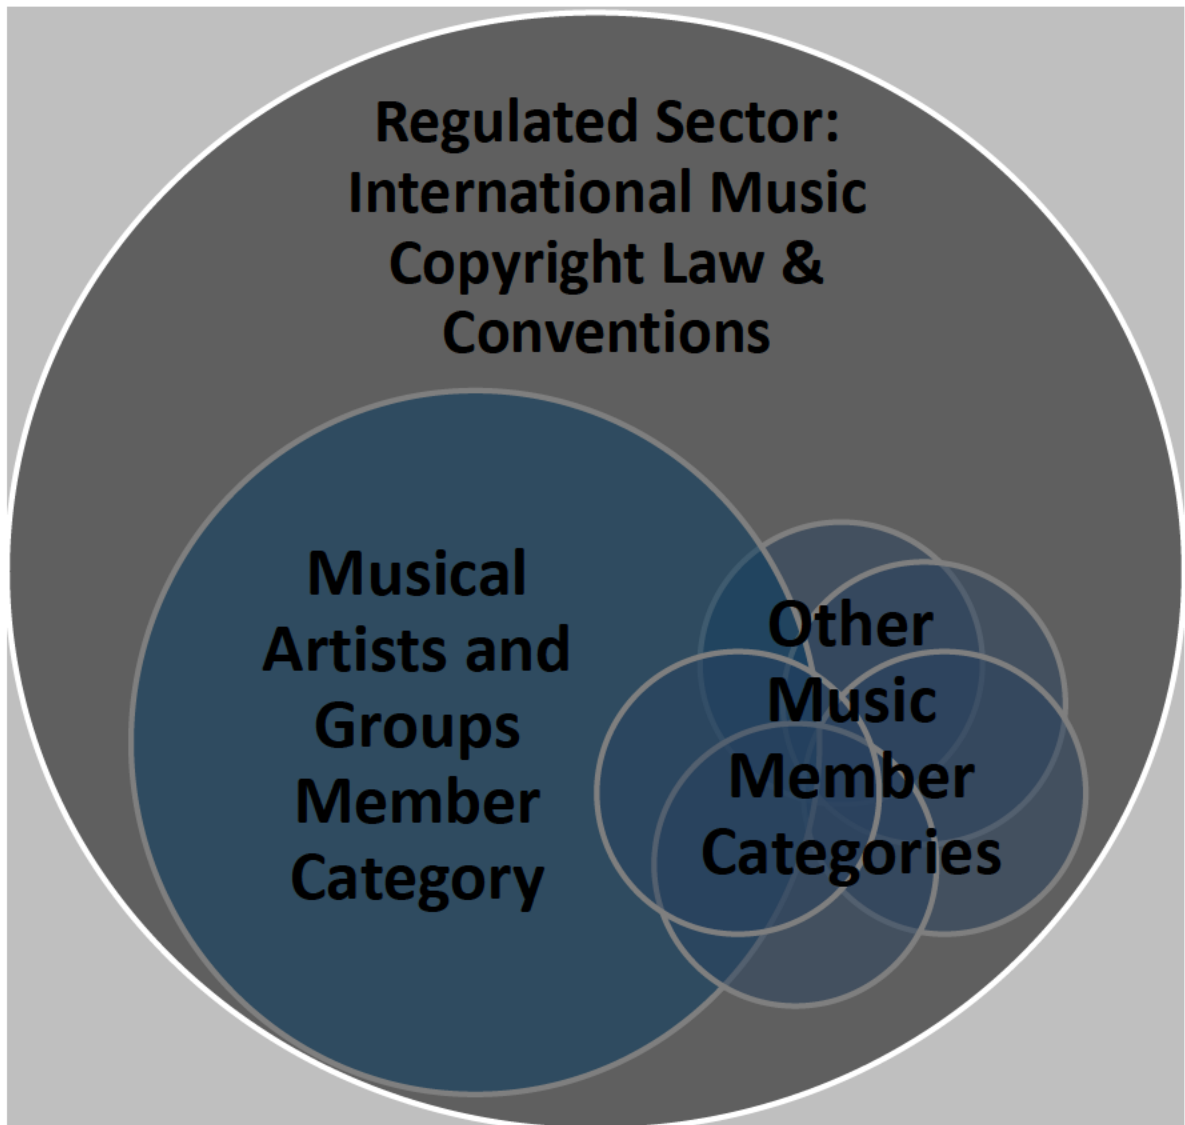 Regulated Sector:
International Music
Copyright Law &
Conventions
Musical
Artists and
Groups
Member
Category
Other
Music
Member
Categories